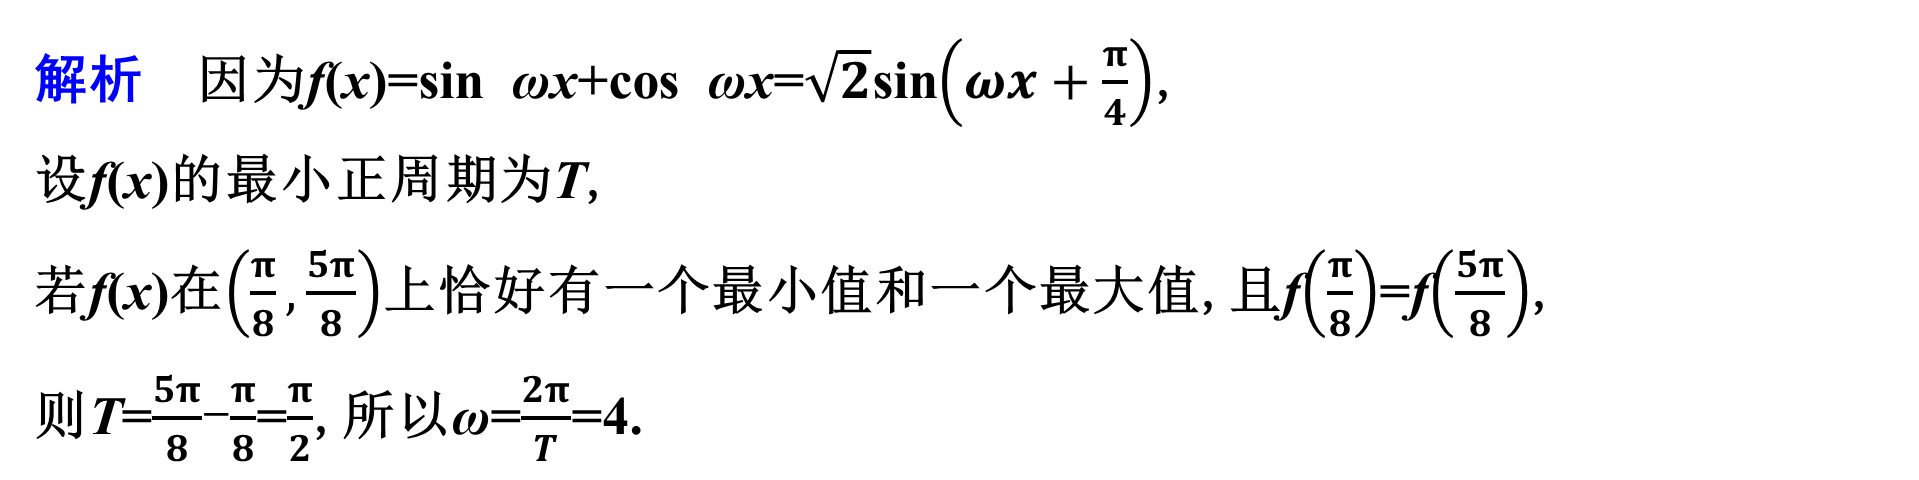 解析 因为f(x)=sin ωx+cos ωx=√2sin(ωx+π/4),
设f(x)的最小正周期为T,
若f(x)在(π/8,5π/8)上恰好有一个最小值和一个最大值,且f(π/8)=f(5π/8),
则T=5π/8−π/8=π/2,所以ω=2π/T=4.